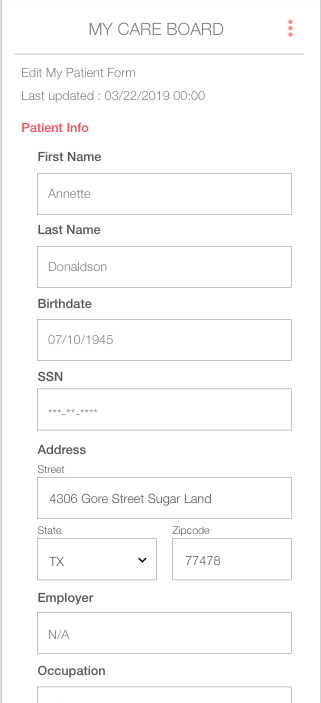 MY CARE BOARD
Edit My Patient Form
Last updated : 03/22/2019 00:00
Patient Info
First Name
Annette
Last Name
Donaldson
Birthdate
07/10/1945
SSN
***-**-****
Address
Street
4306 Gore Street Sugar Land
State Zipcode
TX 77478
Employer
N/A
Occupation